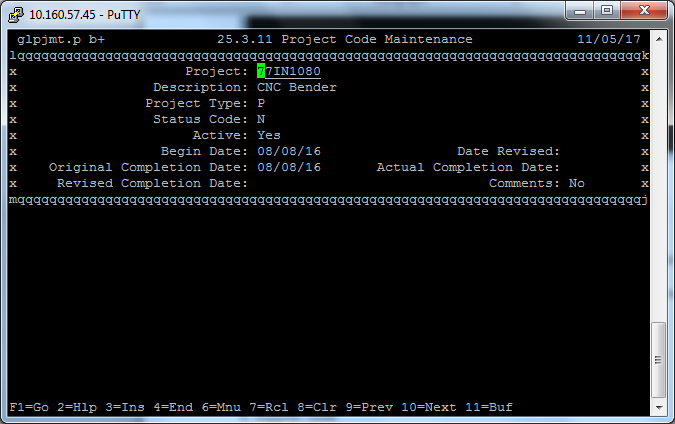 10.160.57.45 - PuTTY
glpjmt.p b+ 25.3.11 Project Code Maintenance 11/05/17
lqqqqqqqqqqqqqqqqqqqqqqqqqqqqqqqqqqqqqqqqqqqqqqqqqqqqqqqqqqqqqqqqqqqqqqqqqqqqqqk
x Project: 77IN1080 x
x Description: CNC Bender x
x Project Type: P x
x Status Code: N x
x Active: Yes x
x Begin Date: 08/08/16 Date Revised: x
x Original Completion Date: 08/08/16 Actual Completion Date: x
x Revised Completion Date: Comments: No x
mqqqqqqqqqqqqqqqqqqqqqqqqqqqqqqqqqqqqqqqqqqqqqqqqqqqqqqqqqqqqqqqqqqqqqqqqqqqqqqj
F1=Go 2=Hlp 3=Ins 4=End 6=Mnu 7=Rcl 8=Clr 9=Prev 10=Next 11=Buf